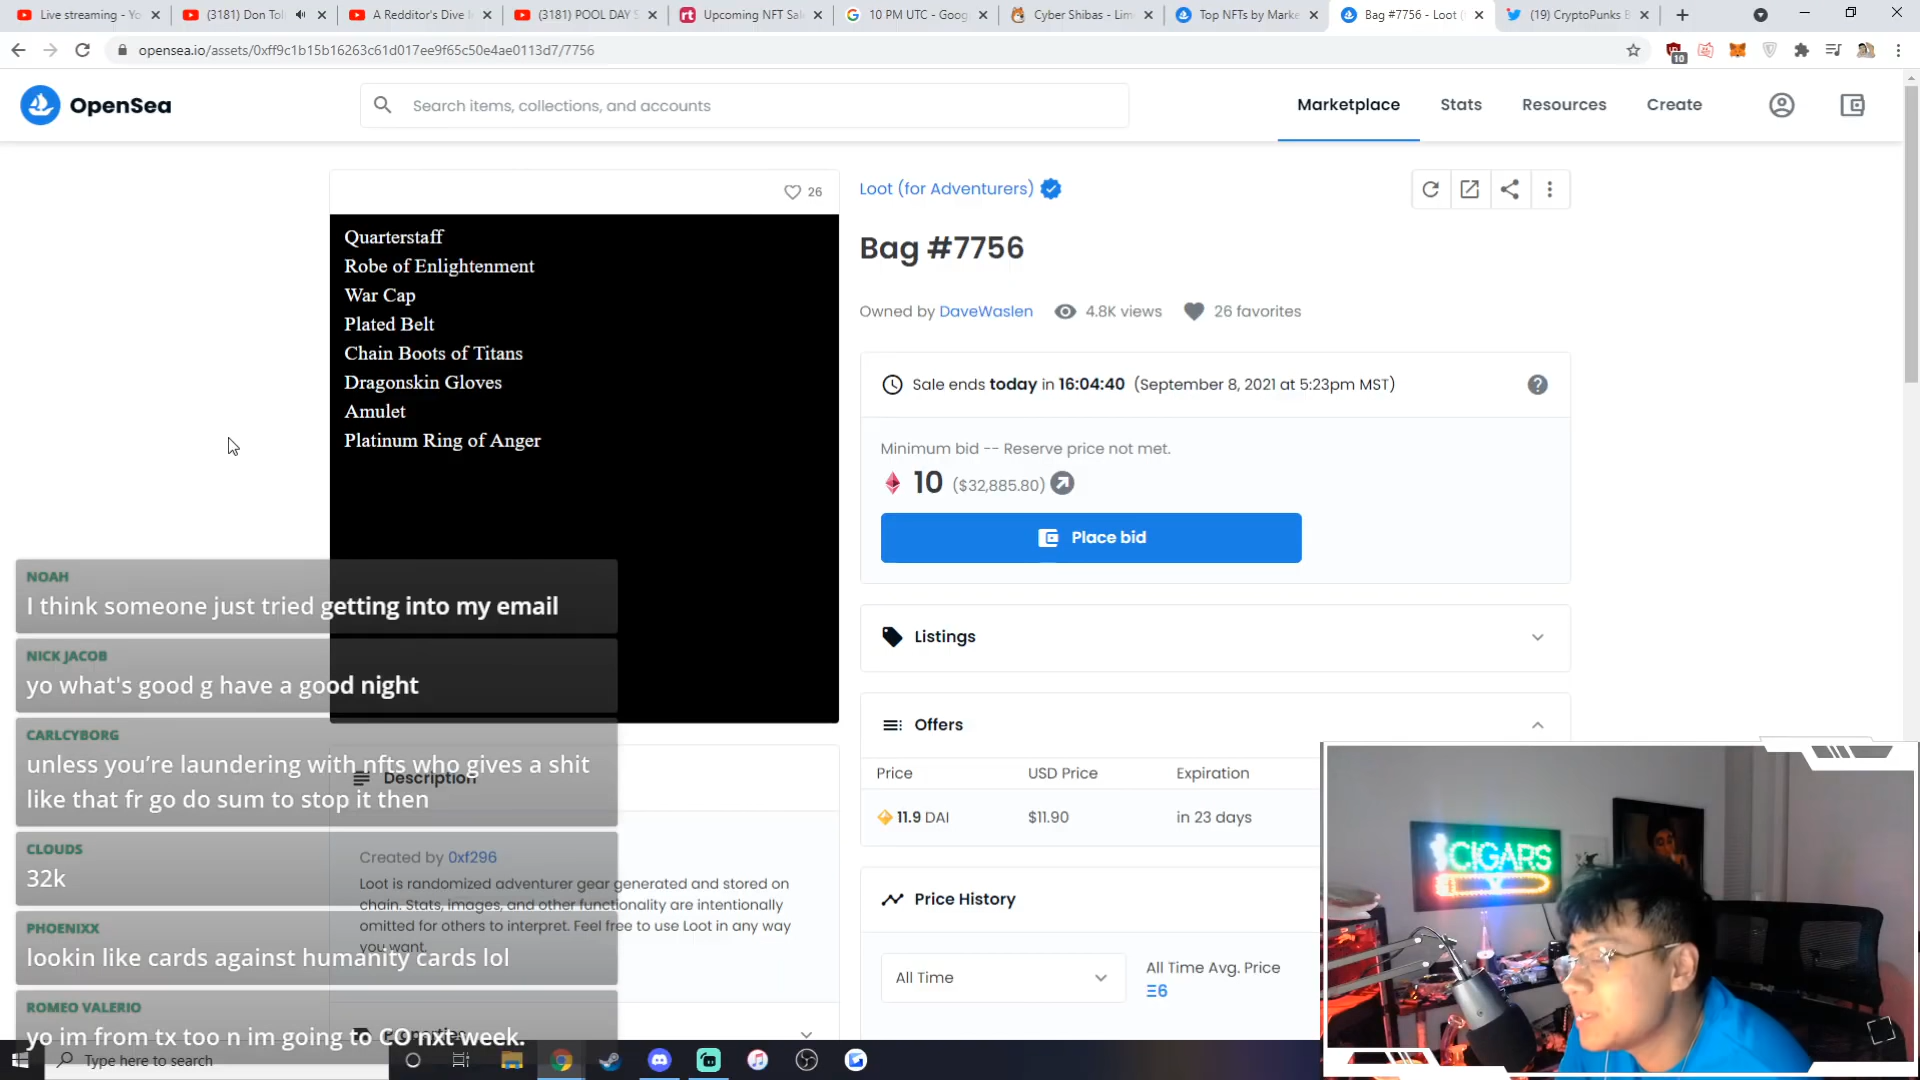 Live streaming - Yo
(3181) Don Toli
A Redditor's Dive I
(3181) POOL DAY S
Upcoming NFT Sal
10 PM UTC - Goog
Cyber Shibas - Lim
Top NFTs by Marke
Bag #7756 - Loot (
(19) CryptoPunks B
opensea.io/assets/0xff9c1b15b16263c61d017ee9f65c50e4ae0113d7/7756
10
OpenSea
Search items, collections, and accounts
Marketplace
Stats
Resources
Create
26
Quarterstaff
Robe of Enlightenment
War Cap
Plated Belt
Chain Boots of Titans
Dragonskin Gloves
Amulet
Platinum Ring of Anger
Loot (for Adventurers)
Bag #7756
Owned by DaveWaslen 4.8K views 26 favorites
Sale ends today in 16:04:40 (September 8, 2021 at 5:23pm MST)
Minimum bid -- Reserve price not met.
10 ($32,885.80)
Place bid
Listings
Offers
Price USD Price Expiration
11.9 DAI $11.90 in 23 days
Price History
All Time
All Time Avg. Price
Ξ6
NOAH
I think someone just tried getting into my email
NICK JACOB
yo what's good g have a good night
CARLCYBORG
unless you're laundering with nfts who gives a shit
like that fr go do sum to stop it then
CLOUDS
32k
PHOENIXX
lookin like cards against humanity cards lol
ROMEO VALERIO
yo im from tx too n im going to CO nxt week.
Description
Created by 0xf296
Loot is randomized adventurer gear generated and stored on
chain. Stats, images, and other functionality are intentionally
omitted for others to interpret. Feel free to use Loot in any way
you want.
Properties
CIGARS
Type here to search